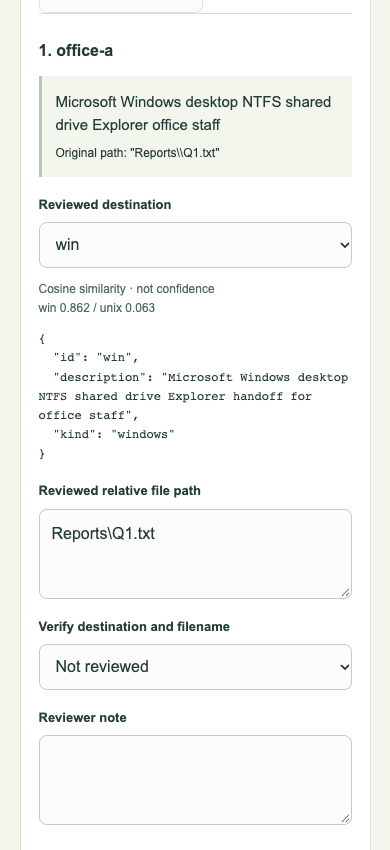 1. office-a
Microsoft Windows desktop NTFS shared
drive Explorer office staff
Original path: "Reports\\Q1.txt"
Reviewed destination
win
Cosine similarity · not confidence
win 0.862 / unix 0.063
{
  "id": "win",
  "description": "Microsoft Windows desktop
NTFS shared drive Explorer handoff for
office staff",
  "kind": "windows"
}
Reviewed relative file path
Reports\Q1.txt
Verify destination and filename
Not reviewed
Reviewer note